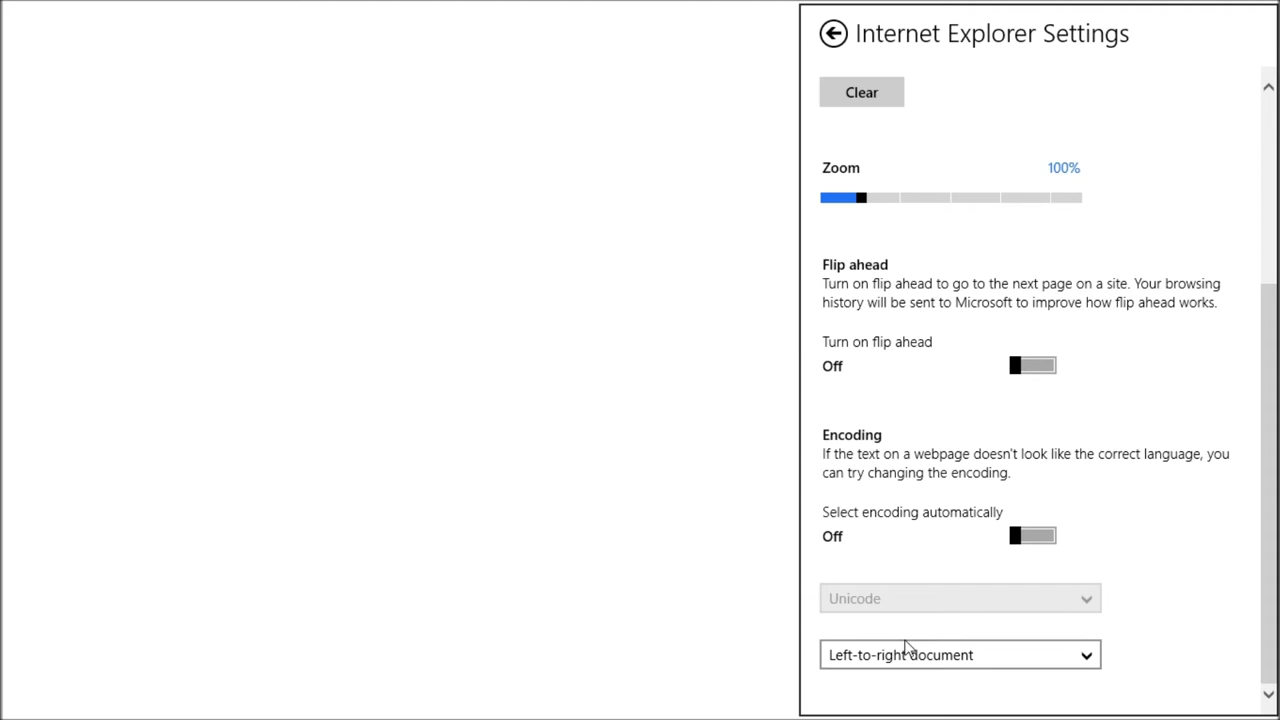 Internet Explorer Settings
Clear
Zoom 100%
Flip ahead
Turn on flip ahead to go to the next page on a site. Your browsing
history will be sent to Microsoft to improve how flip ahead works.
Turn on flip ahead
Off
Encoding
If the text on a webpage doesn't look like the correct language, you
can try changing the encoding.
Select encoding automatically
Off
Unicode
Left-to-right document